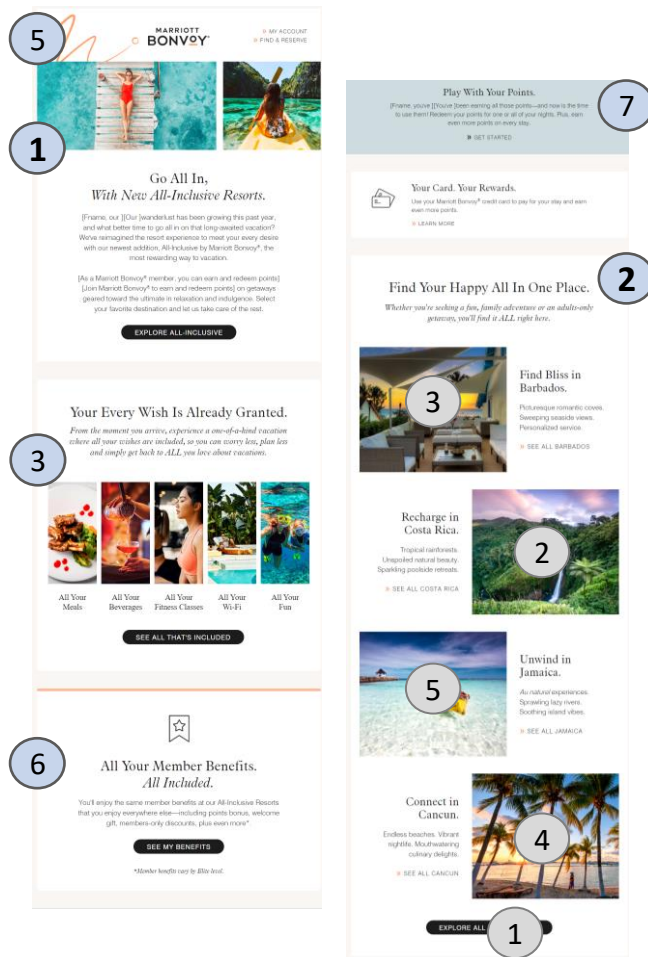 5
MARRIOTT
BONVOY
» MY ACCOUNT
» FIND & RESERVE
1
Go All In,
With New All-Inclusive Resorts.
[Fname, our ][Our ]wanderlust has been growing this past year,
and what better time to go all in on that long-awaited vacation?
We've reimagined the resort experience to meet your every desire
with our newest addition, All-Inclusive by Marriott Bonvoy®, the
most rewarding way to vacation.
[As a Marriott Bonvoy® member, you can earn and redeem points]
[Join Marriott Bonvoy® to earn and redeem points] on getaways
geared toward the ultimate in relaxation and indulgence. Select
your favorite destination and let us take care of the rest.
EXPLORE ALL-INCLUSIVE
Your Every Wish Is Already Granted.
From the moment you arrive, experience a one-of-a-kind vacation
where all your wishes are included, so you can worry less, plan less
and simply get back to ALL you love about vacations.
3
All Your
Meals
All Your
Beverages
All Your
Fitness Classes
All Your
Wi-Fi
All Your
Fun
SEE ALL THAT'S INCLUDED
6
All Your Member Benefits.
All Included.
You'll enjoy the same member benefits at our All-Inclusive Resorts
that you enjoy everywhere else—including points bonus, welcome
gift, members-only discounts, plus even more*.
SEE MY BENEFITS
*Member benefits vary by Elite level.
Play With Your Points.
7
[Fname, youve ][Youve ]been earning all those points—and now is the time
to use them! Redeem your points for one or all of your nights. Plus, earn
even more points on every stay.
» GET STARTED
Your Card. Your Rewards.
Use your Marriott Bonvoy® credit card to pay for your stay and earn
even more points.
» LEARN MORE
2
Find Your Happy All In One Place.
Whether you're seeking a fun, family adventure or an adults-only
getaway, you'll find it ALL right here.
3
Find Bliss in
Barbados.
Picturesque romantic coves.
Sweeping seaside views.
Personalized service.
» SEE ALL BARBADOS
Recharge in
Costa Rica.
Tropical rainforests.
Unspoiled natural beauty.
Sparkling poolside retreats.
» SEE ALL COSTA RICA
2
5
Unwind in
Jamaica.
Au naturel experiences.
Sprawling lazy rivers.
Soothing island vibes.
» SEE ALL JAMAICA
Connect in
Cancun.
Endless beaches. Vibrant
nightlife. Mouthwatering
culinary delights.
» SEE ALL CANCUN
4
EXPLORE ALL
1